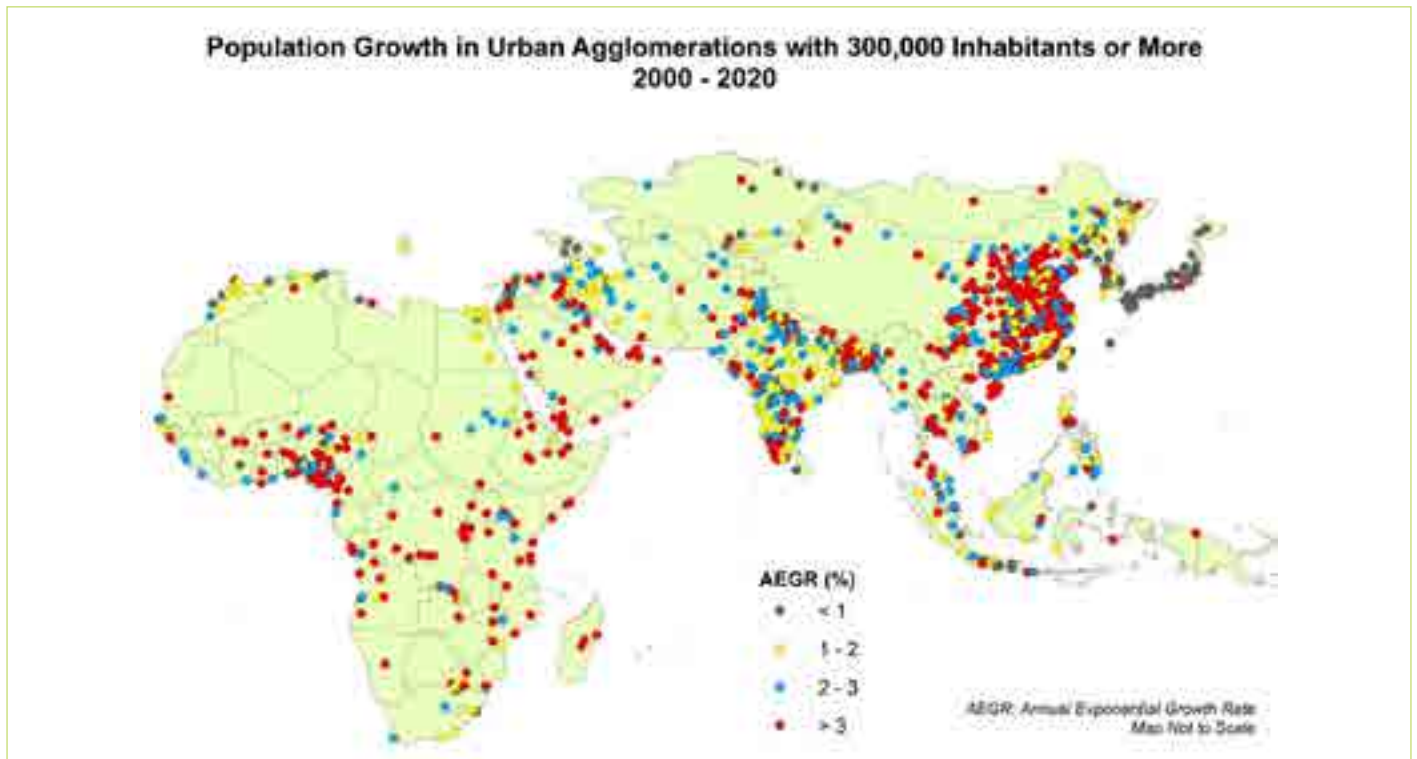 Population Growth in Urban Agglomerations with 300,000 Inhabitants or More
2000 - 2020
AEGR (%)
< 1
1 - 2
2 - 3
> 3
AEGR: Annual Exponential Growth Rate
Map Not to Scale